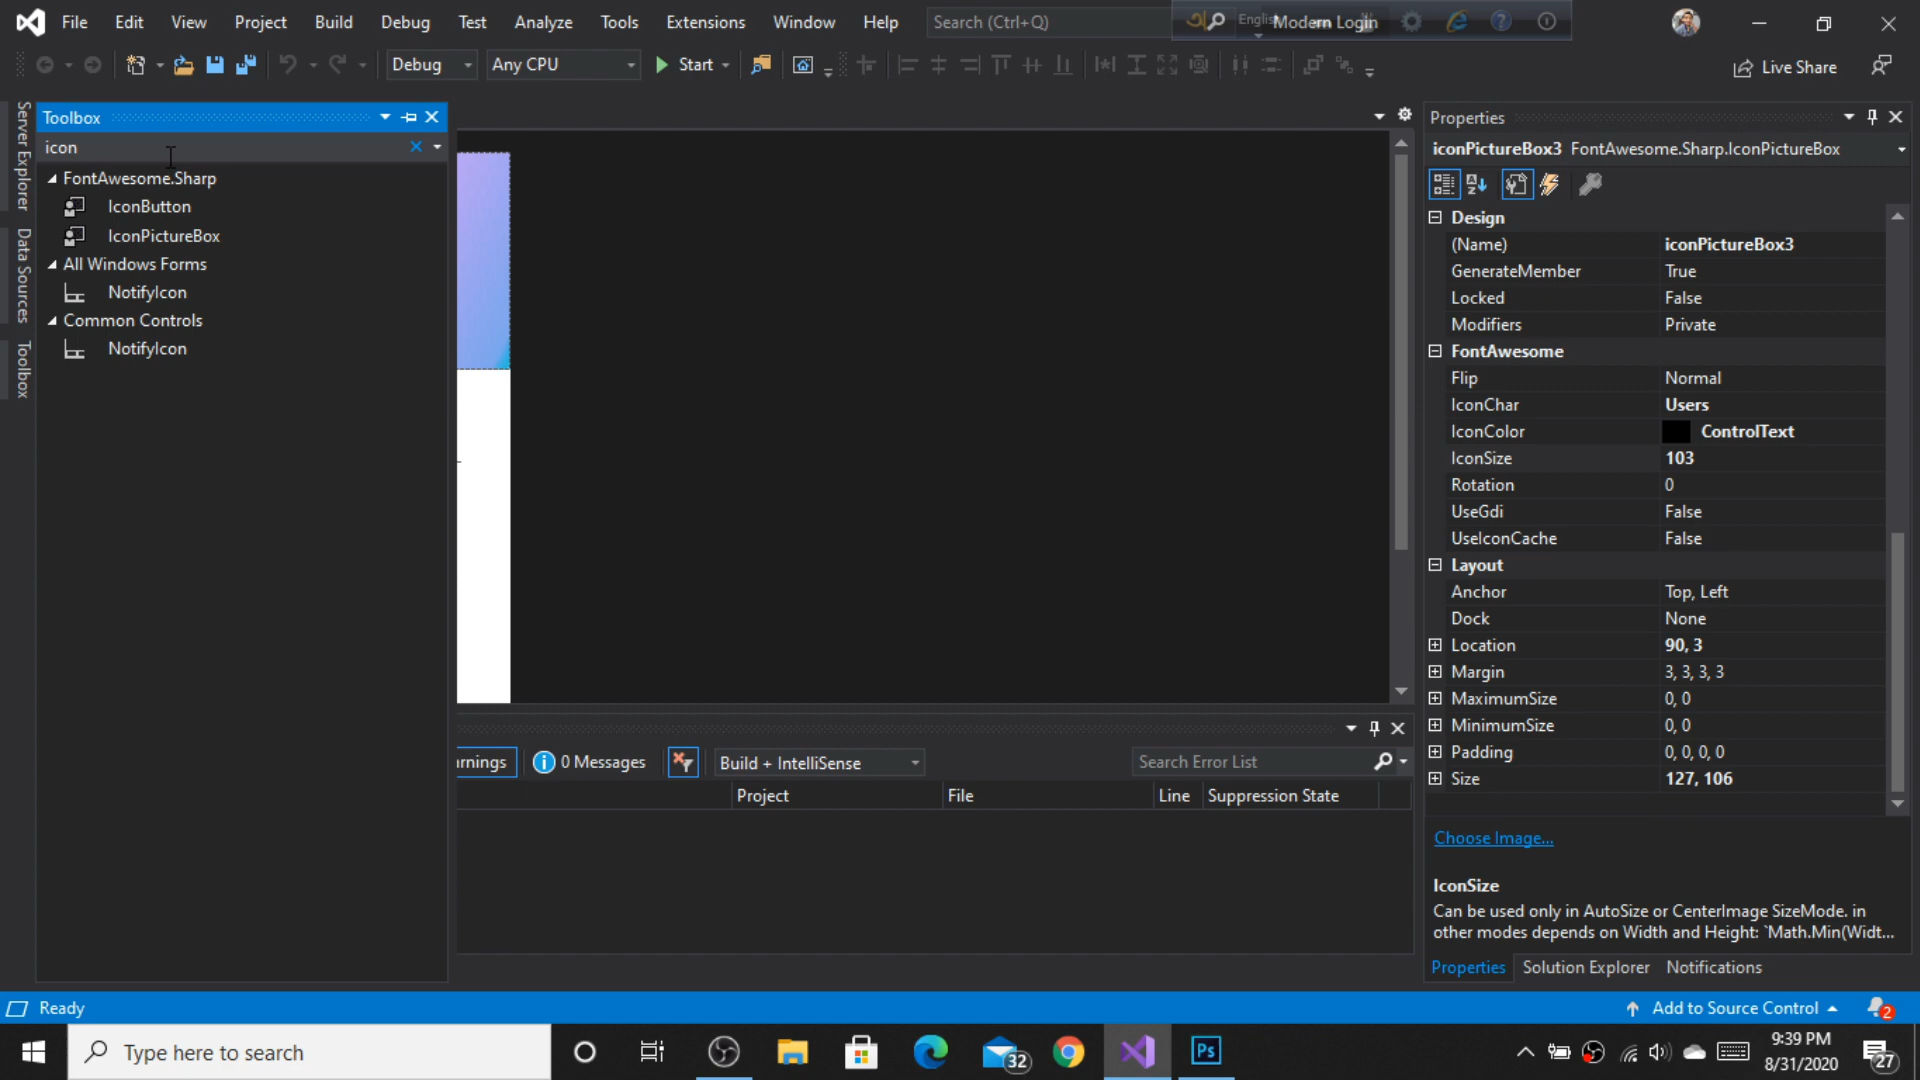 File Edit View Project Build Debug Test Analyze Tools Extensions Window Help Search (Ctrl+Q) Modern Login
Debug Any CPU Start Live Share
Server Explorer
Data Sources
Toolbox
Toolbox
icon
FontAwesome.Sharp
IconButton
IconPictureBox
All Windows Forms
NotifyIcon
Common Controls
NotifyIcon
Properties
iconPictureBox3 FontAwesome.Sharp.IconPictureBox
Design
(Name) iconPictureBox3
GenerateMember True
Locked False
Modifiers Private
FontAwesome
Flip Normal
IconChar Users
IconColor ControlText
IconSize 103
Rotation 0
UseGdi False
UseIconCache False
Layout
Anchor Top, Left
Dock None
Location 90, 3
Margin 3, 3, 3, 3
MaximumSize 0, 0
MinimumSize 0, 0
Padding 0, 0, 0, 0
Size 127, 106
Choose Image...
IconSize
Can be used only in AutoSize or CenterImage SizeMode. in
other modes depends on Width and Height: `Math.Min(Widt...
Properties Solution Explorer Notifications
0 Messages Build + IntelliSense Search Error List
Project File Line Suppression State
Ready Add to Source Control 2
Type here to search 32 Ps 9:39 PM
8/31/2020 27